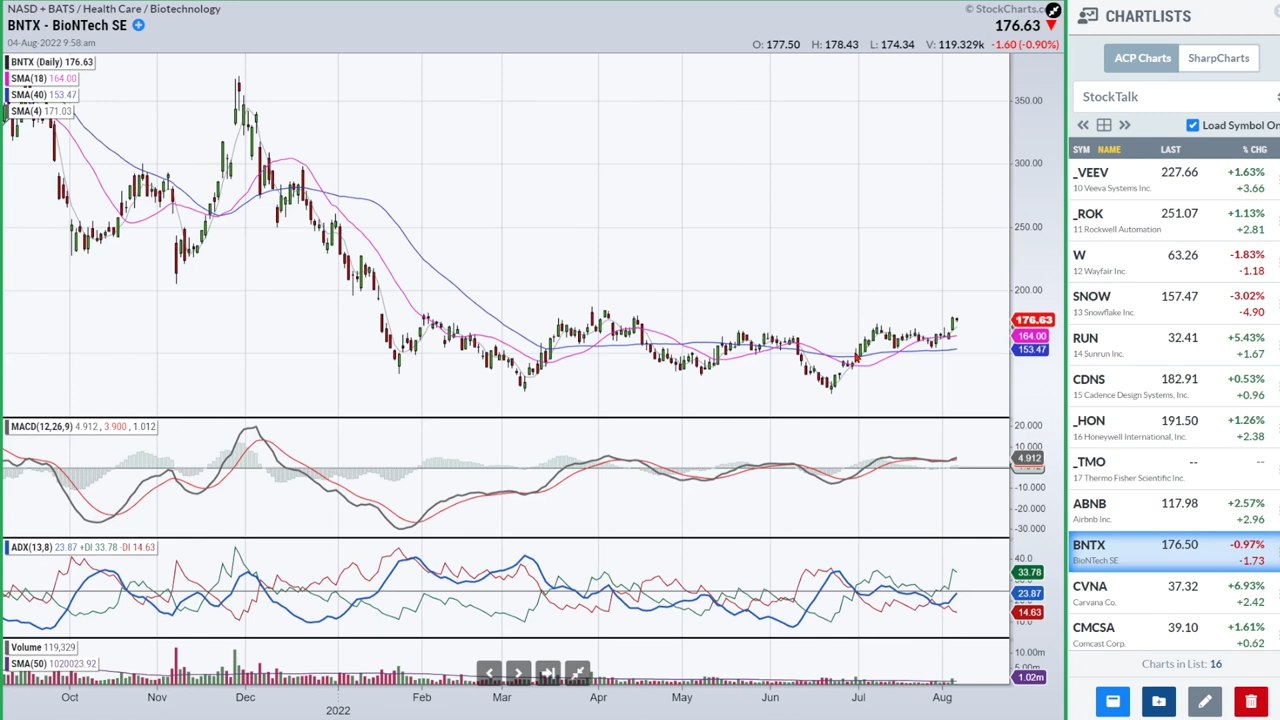 NASD + BATS / Health Care / Biotechnology
© StockCharts.c
BNTX - BioNTech SE
176.63
04-Aug-2022 9:58am
O: 177.50 H: 178.43 L: 174.34 V: 119.329k -1.60 (-0.90%)
BNTX (Daily) 176.63
SMA(18) 164.00
SMA(40) 153.47
SMA(4) 171.03
350.00
300.00
250.00
200.00
176.63
164.00
153.47
MACD(12,26,9) 4.912 , 3.900 , 1.012
20.000
10.000
4.912
-10.000
-20.000
-30.000
ADX(13,8) 23.87 +DI 33.78 -DI 14.63
40.0
33.78
23.87
14.63
10.0
Volume 119,329
SMA(50) 1020023.92
10.00m
5.00m
1.02m
Oct Nov Dec Feb Mar Apr May Jun Jul Aug
2022
CHARTLISTS
ACP Charts SharpCharts
StockTalk
Load Symbol On
SYM NAME LAST % CHG
_VEEV 227.66 +1.63%
10 Veeva Systems Inc. +3.66
_ROK 251.07 +1.13%
11 Rockwell Automation +2.81
W 63.26 -1.83%
12 Wayfair Inc. -1.18
SNOW 157.47 -3.02%
13 Snowflake Inc. -4.90
RUN 32.41 +5.43%
14 Sunrun Inc. +1.67
CDNS 182.91 +0.53%
15 Cadence Design Systems, Inc. +0.96
_HON 191.50 +1.26%
16 Honeywell International, Inc. +2.38
_TMO -- --
17 Thermo Fisher Scientific Inc.
ABNB 117.98 +2.57%
Airbnb Inc. +2.96
BNTX 176.50 -0.97%
BioNTech SE -1.73
CVNA 37.32 +6.93%
Carvana Co. +2.42
CMCSA 39.10 +1.61%
Comcast Corp. +0.62
Charts in List: 16